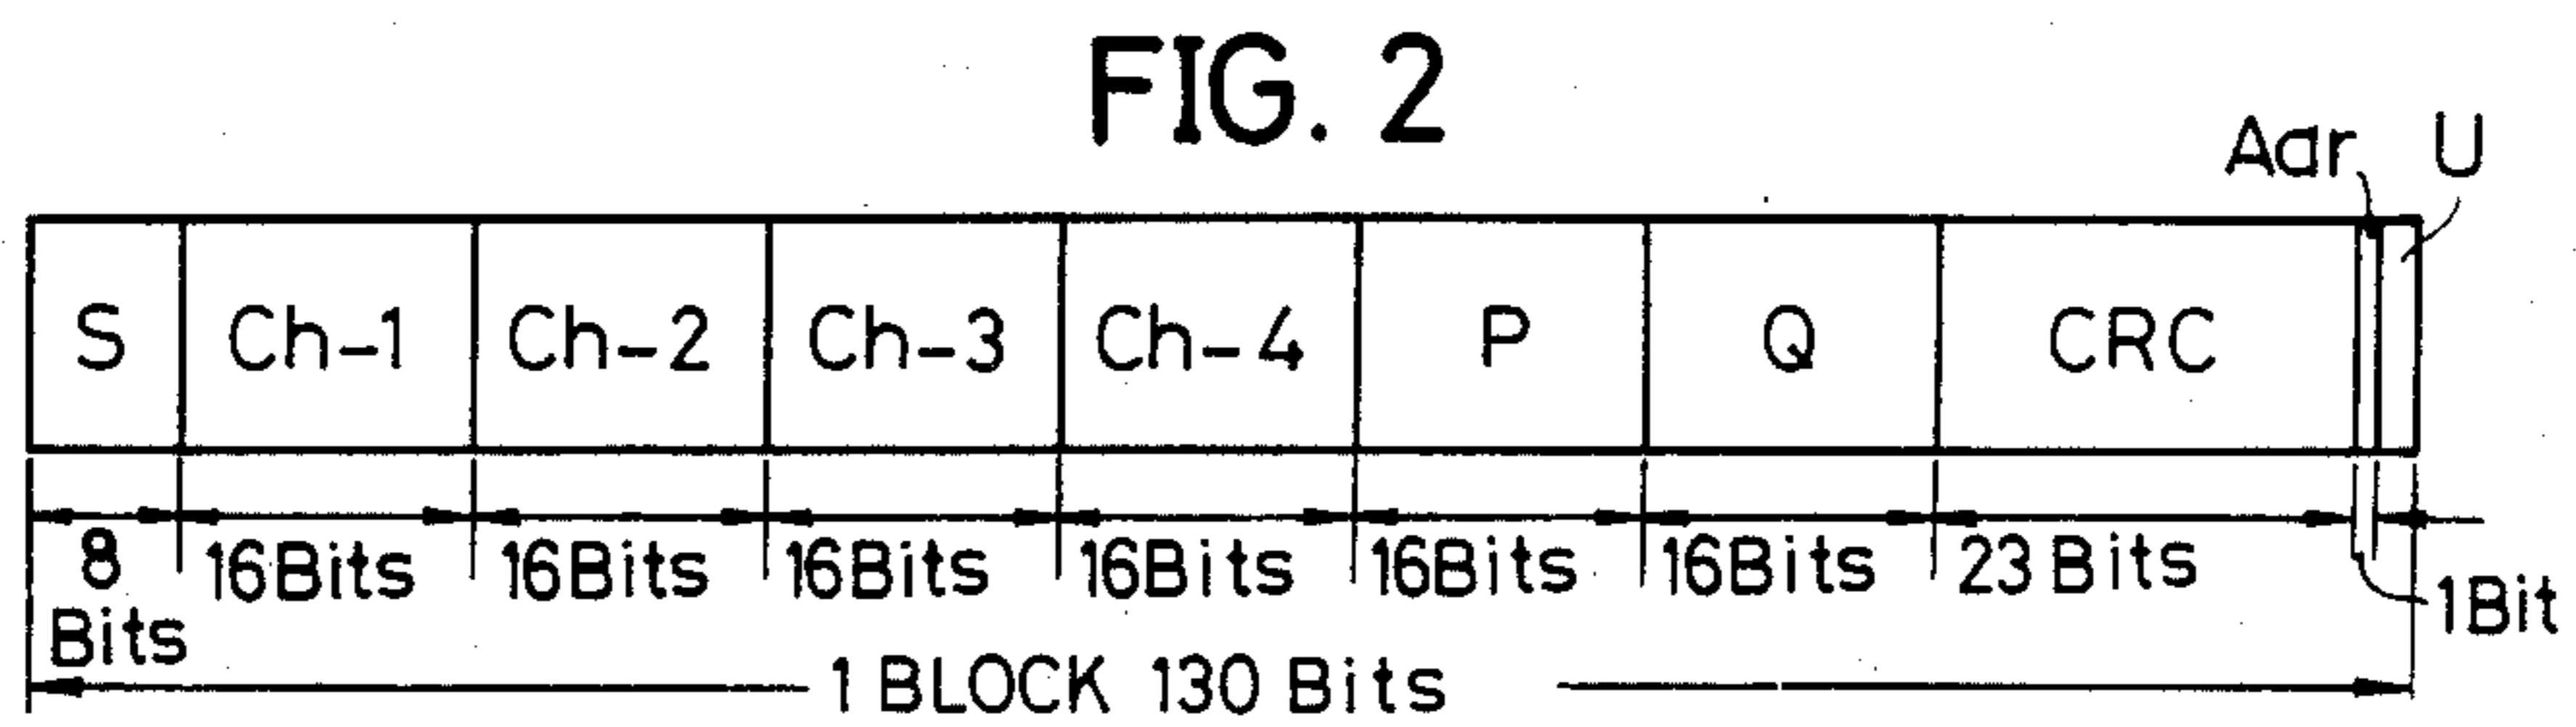 FIG. 2
Adr U
S Ch-1 Ch-2 Ch-3 Ch-4 P Q CRC
8 Bits 16Bits 16Bits 16Bits 16Bits 16Bits 16Bits 23 Bits 1Bit
1 BLOCK 130 Bits